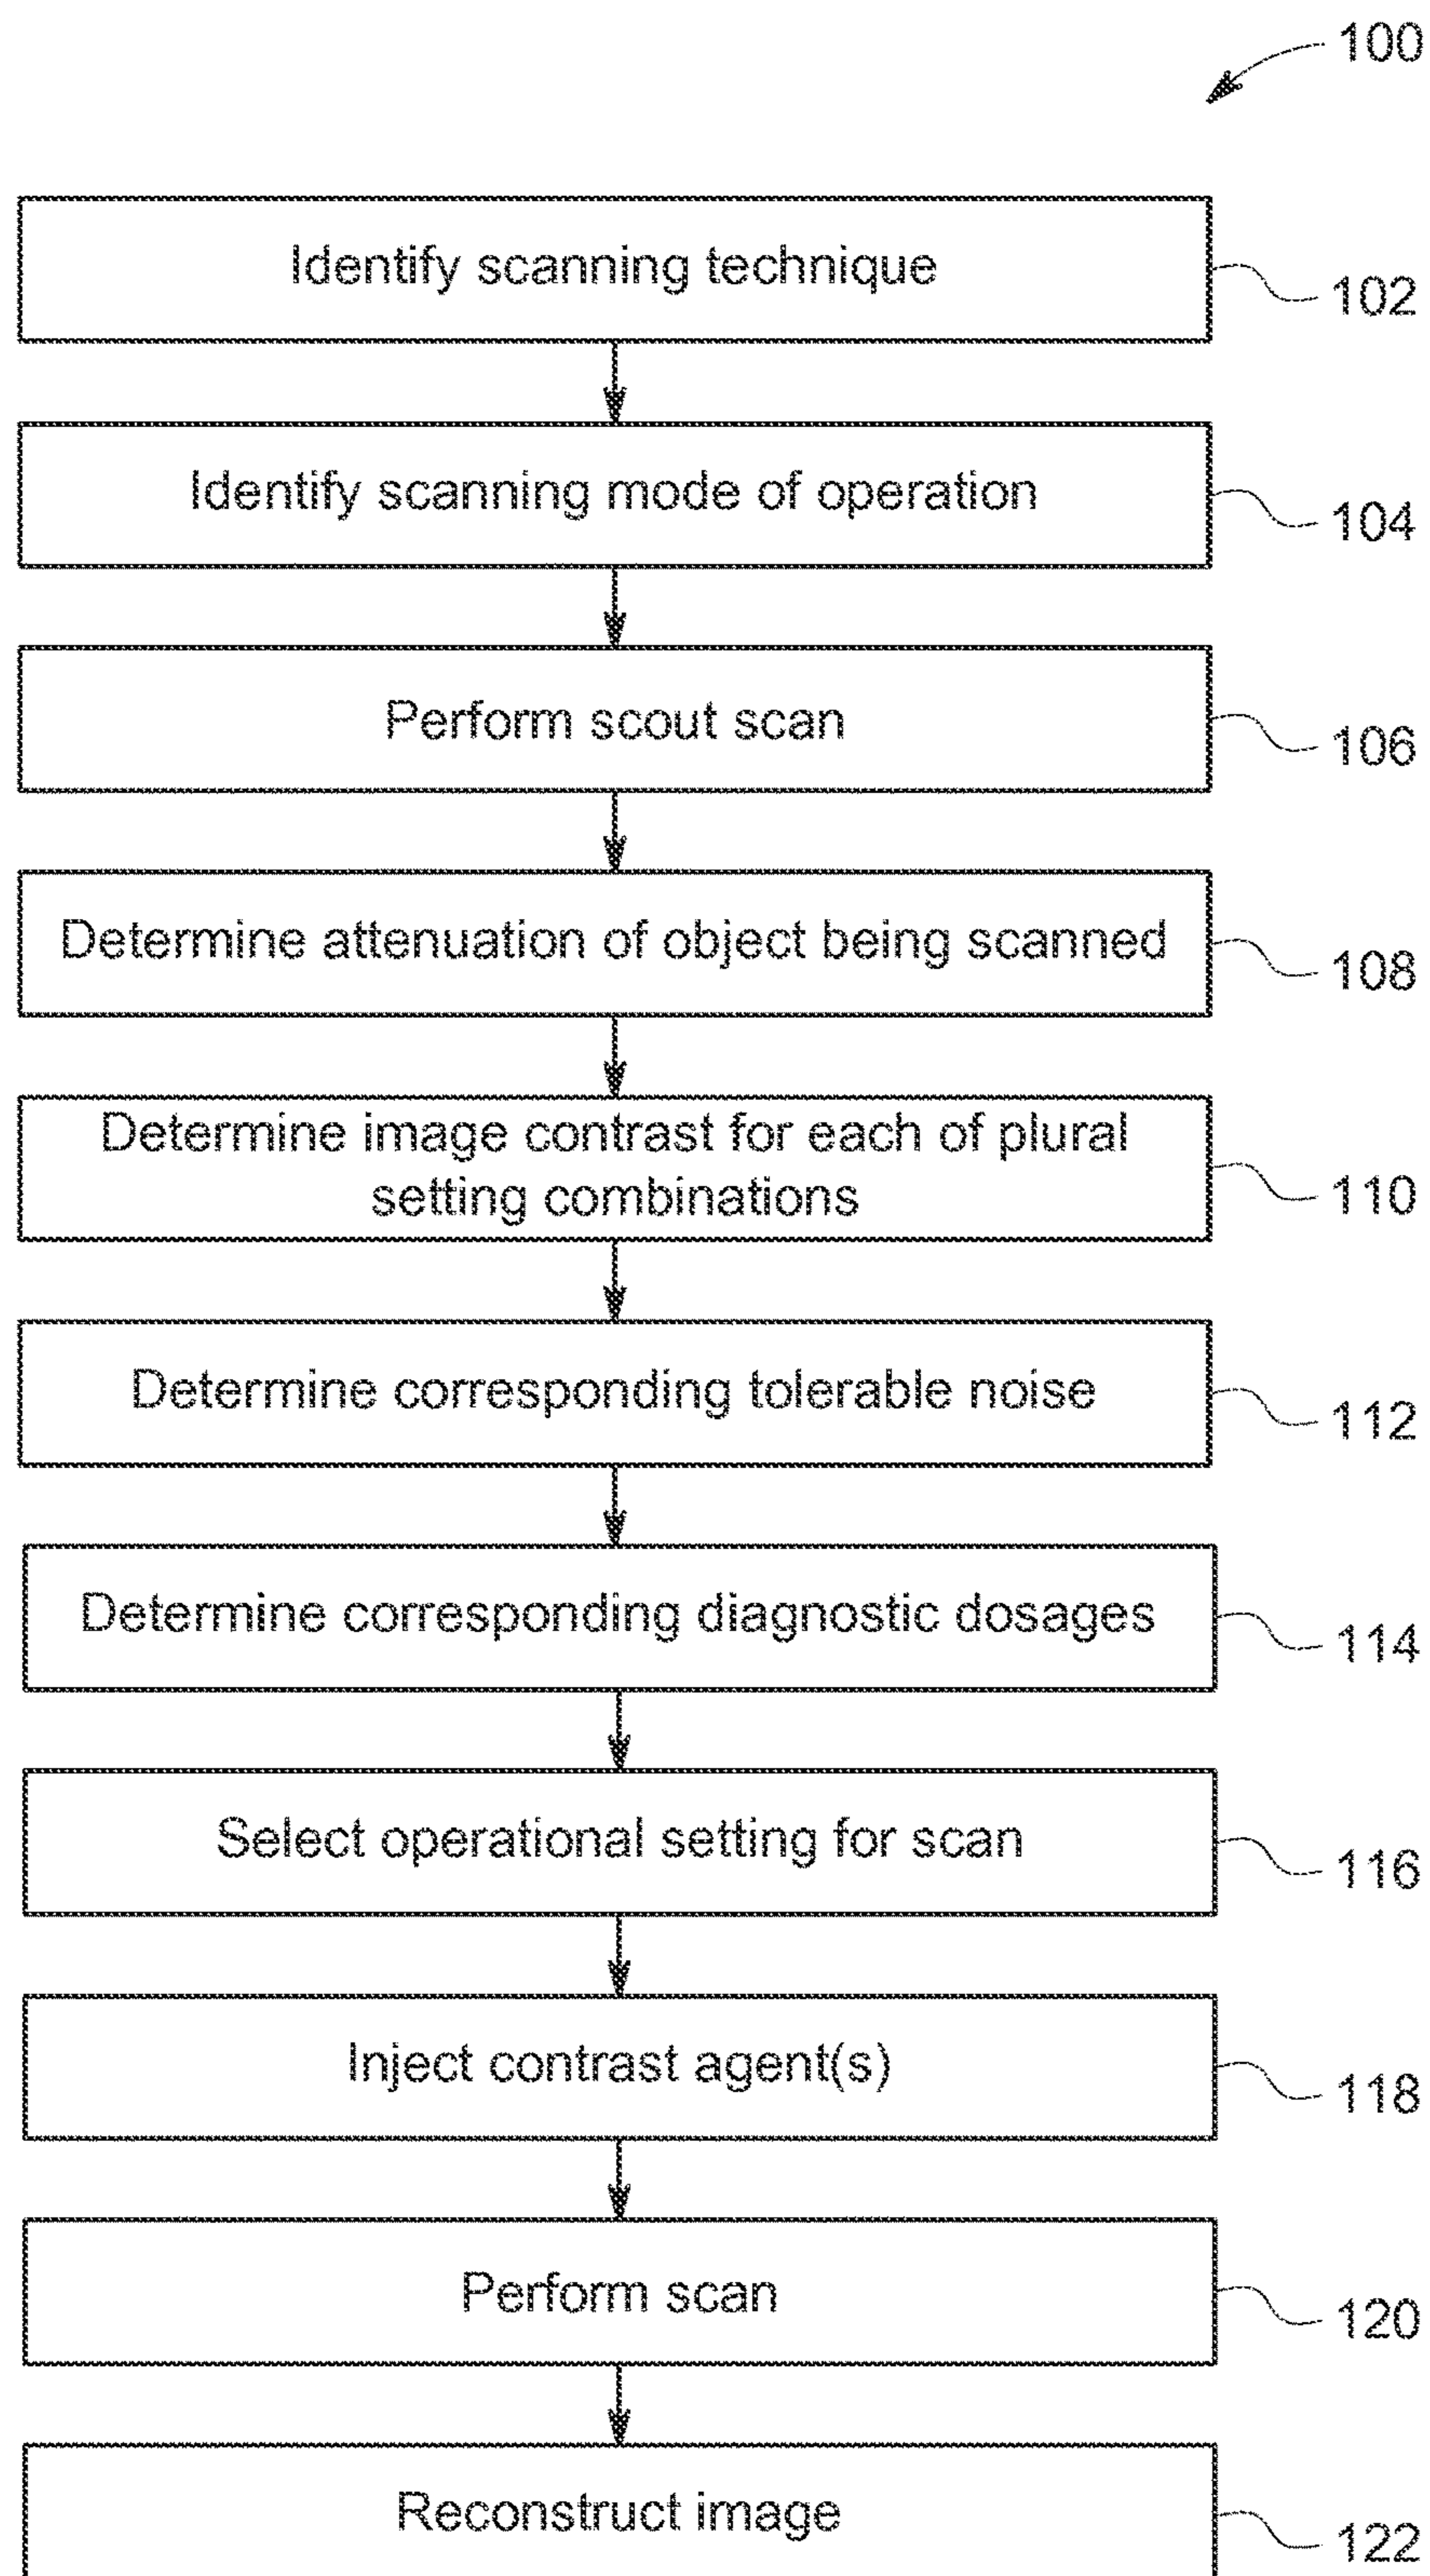 100
Identify scanning technique
102
Identify scanning mode of operation
104
Perform scout scan
106
Determine attenuation of object being scanned
108
Determine image contrast for each of plural
setting combinations
110
Determine corresponding tolerable noise
112
Determine corresponding diagnostic dosages
114
Select operational setting for scan
116
Inject contrast agent(s)
118
Perform scan
120
Reconstruct image
122